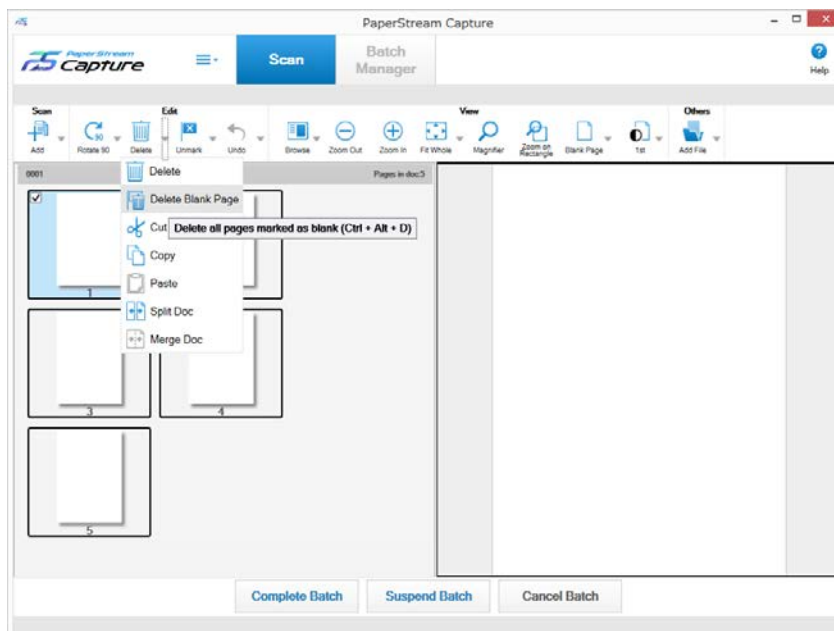 PaperStream Capture
PaperStream
Capture
Scan
Batch
Manager
Help
Scan
Edit
View
Others
Add
Rotate 90
90
Delete
Unmark
Undo
Browse
Zoom Out
Zoom In
Fit Whole
Magnifier
Zoom on
Rectangle
Blank Page
1st
Add File
0001
Pages in doc:5
Delete
Delete Blank Page
Cut
Delete all pages marked as blank (Ctrl + Alt + D)
Copy
Paste
Split Doc
Merge Doc
1
3
4
5
Complete Batch
Suspend Batch
Cancel Batch